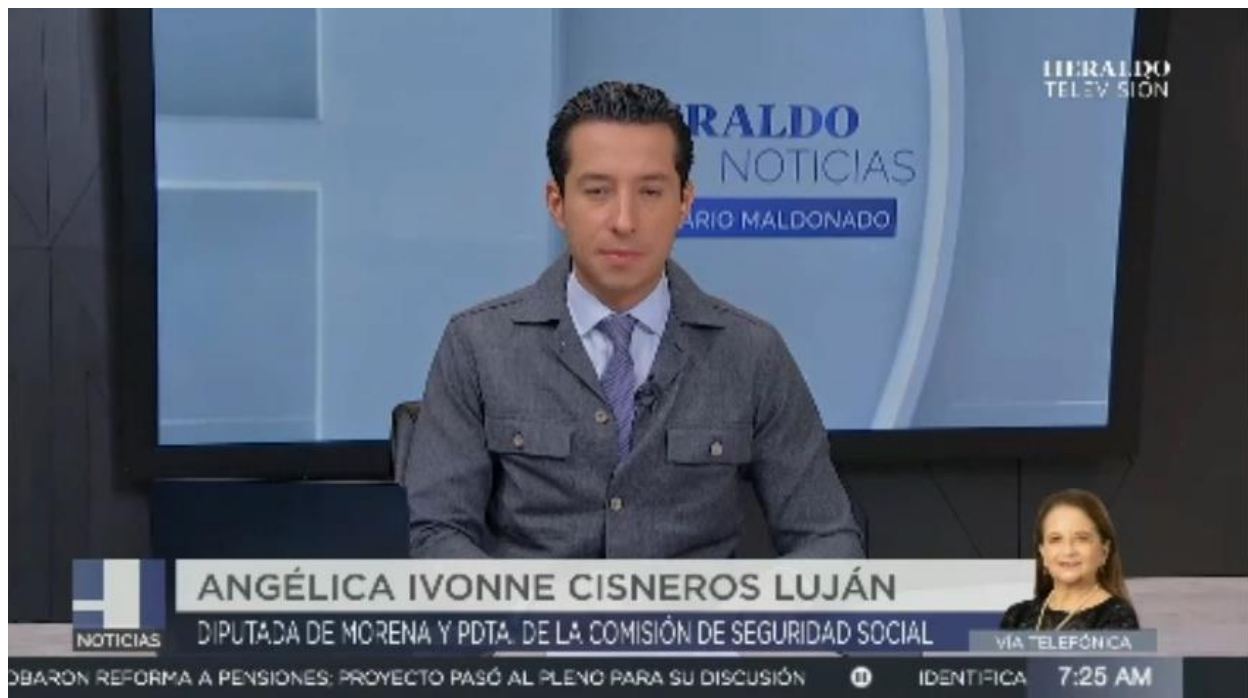 HERALDO
TELEVISIÓN
RALDO
NOTICIAS
ARIO MALDONADO
ANGÉLICA IVONNE CISNEROS LUJÁN
NOTICIAS
DIPUTADA DE MORENA Y PDTA. DE LA COMISIÓN DE SEGURIDAD SOCIAL
VÍA TELEFÓNICA
OBARON REFORMA A PENSIONES; PROYECTO PASÓ AL PLENO PARA SU DISCUSIÓN IDENTIFICA 7:25 AM